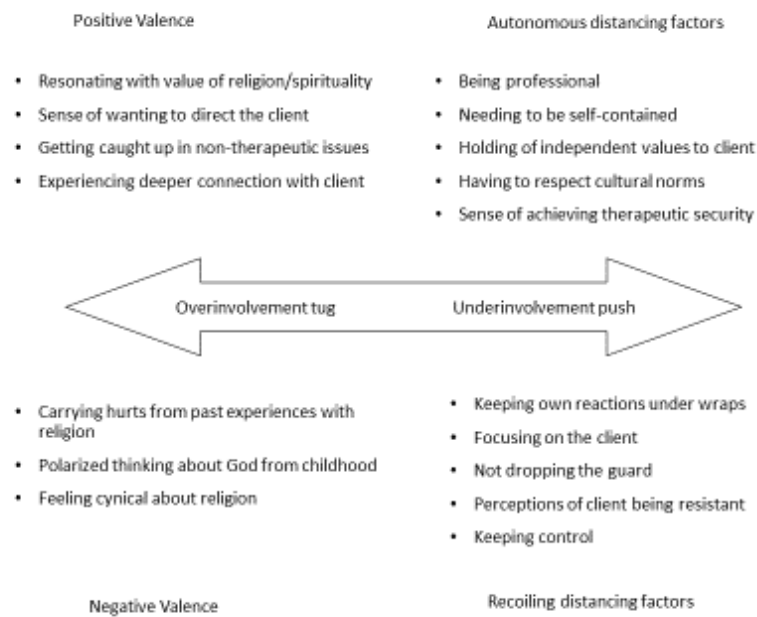 Positive Valence
• Resonating with value of religion/spirituality
• Sense of wanting to direct the client
• Getting caught up in non-therapeutic issues
• Experiencing deeper connection with client
Autonomous distancing factors
• Being professional
• Needing to be self-contained
• Holding of independent values to client
• Having to respect cultural norms
• Sense of achieving therapeutic security
Overinvolvement tug
Underinvolvement push
• Carrying hurts from past experiences with
religion
• Polarized thinking about God from childhood
• Feeling cynical about religion
Negative Valence
• Keeping own reactions under wraps
• Focusing on the client
• Not dropping the guard
• Perceptions of client being resistant
• Keeping control
Recoiling distancing factors